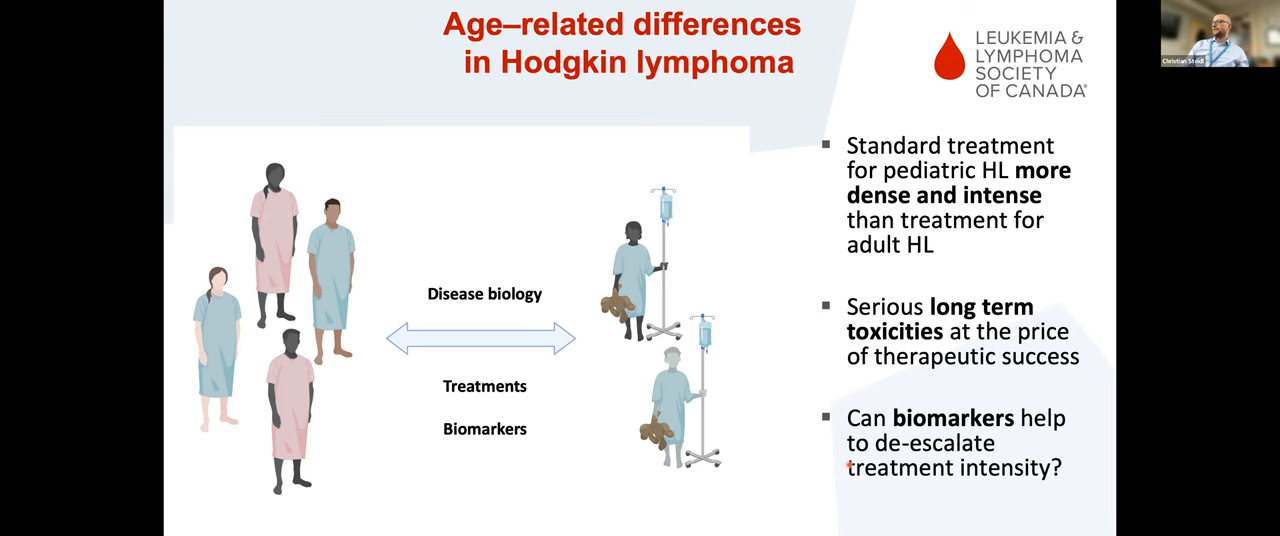 Age–related differences
in Hodgkin lymphoma
LEUKEMIA &
LYMPHOMA
SOCIETY
OF CANADA®
Christian Steidl
Disease biology
Treatments
Biomarkers
▪ Standard treatment
for pediatric HL more
dense and intense
than treatment for
adult HL
▪ Serious long term
toxicities at the price
of therapeutic success
▪ Can biomarkers help
to de-escalate
treatment intensity?